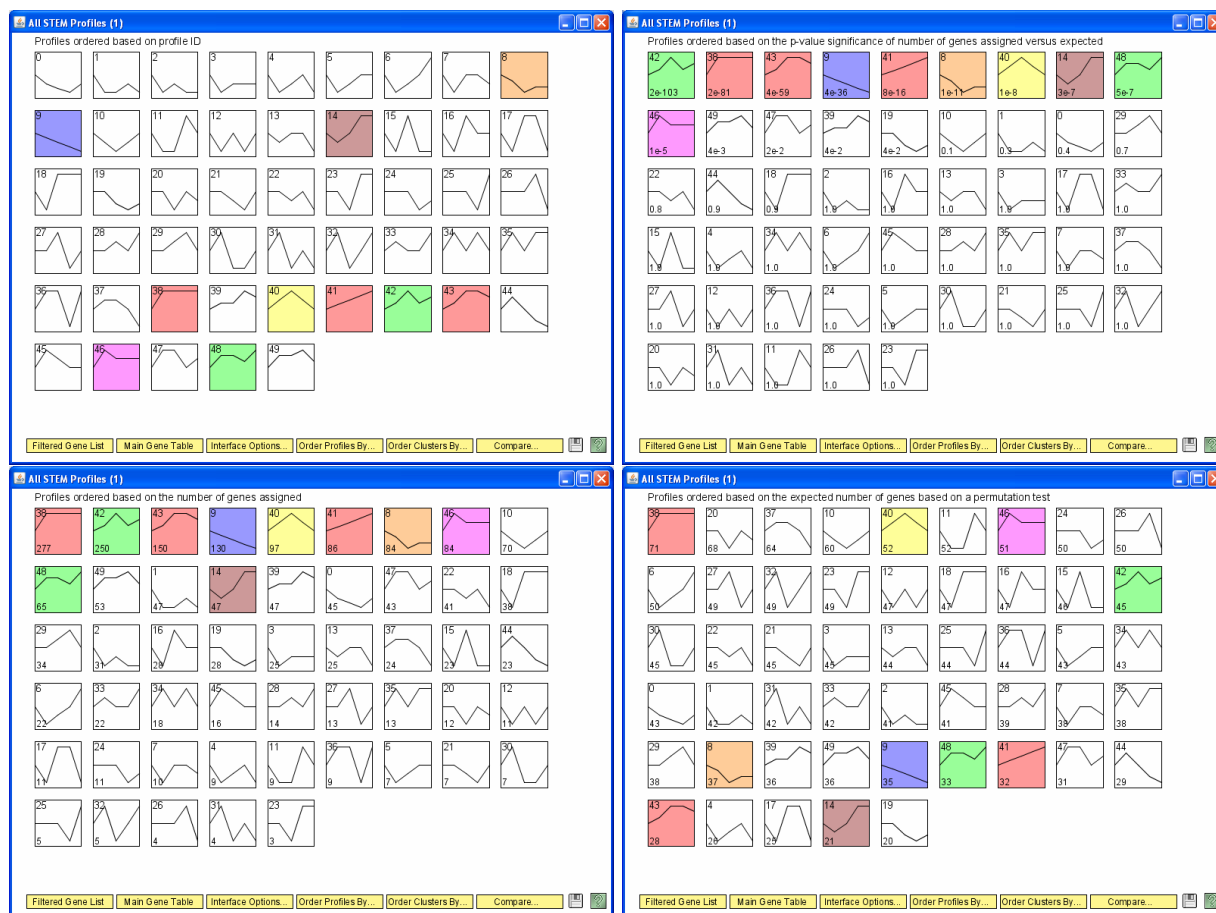 All STEM Profiles (1)
Profiles ordered based on profile ID
0 1 2 3 4 5 6 7 8
9 10 11 12 13 14 15 16 17
18 19 20 21 22 23 24 25 26
27 28 29 30 31 32 33 34 35
36 37 38 39 40 41 42 43 44
45 46 47 48 49
Filtered Gene List Main Gene Table Interface Options... Order Profiles By... Order Clusters By... Compare...
All STEM Profiles (1)
Profiles ordered based on the p-value significance of number of genes assigned versus expected
42 38 43 9 41 8 40 14 48
2e-103 2e-81 4e-59 4e-36 8e-16 1e-11 1e-8 3e-7 5e-7
46 49 47 39 19 10 1 0 29
1e-5 4e-3 2e-2 4e-2 4e-2 0.1 0.3 0.4 0.7
22 44 18 2 16 13 3 17 33
0.8 0.9 0.9 1.0 1.0 1.0 1.0 1.0 1.0
15 4 34 6 45 28 35 7 37
1.0 1.0 1.0 1.0 1.0 1.0 1.0 1.0 1.0
27 12 36 24 5 30 21 25 32
1.0 1.0 1.0 1.0 1.0 1.0 1.0 1.0 1.0
20 31 11 26 23
1.0 1.0 1.0 1.0 1.0
Filtered Gene List Main Gene Table Interface Options... Order Profiles By... Order Clusters By... Compare...
All STEM Profiles (1)
Profiles ordered based on the number of genes assigned
38 42 43 9 40 41 8 46 10
277 250 150 130 97 86 84 84 70
48 49 1 14 39 0 47 22 18
65 53 47 47 47 45 43 41 38
29 2 16 19 3 13 37 15 44
34 31 28 28 25 25 24 23 23
6 33 34 45 28 27 35 20 12
22 22 18 16 14 13 13 12 11
17 24 7 4 11 36 5 21 30
11 11 10 9 9 9 7 7 7
25 32 26 31 23
5 5 4 4 3
Filtered Gene List Main Gene Table Interface Options... Order Profiles By... Order Clusters By... Compare...
All STEM Profiles (1)
Profiles ordered based on the expected number of genes based on a permutation test
38 20 37 10 40 11 46 24 26
71 68 64 60 52 52 51 50 50
6 27 32 23 12 18 16 15 42
50 49 49 49 47 47 47 46 45
30 22 21 3 13 25 36 5 34
45 45 45 45 44 44 44 43 43
0 1 31 33 2 45 28 7 35
43 42 42 42 41 41 39 38 38
29 8 39 49 9 48 41 47 44
38 37 36 36 35 33 32 31 29
43 4 17 14 19
28 26 25 21 20
Filtered Gene List Main Gene Table Interface Options... Order Profiles By... Order Clusters By... Compare...